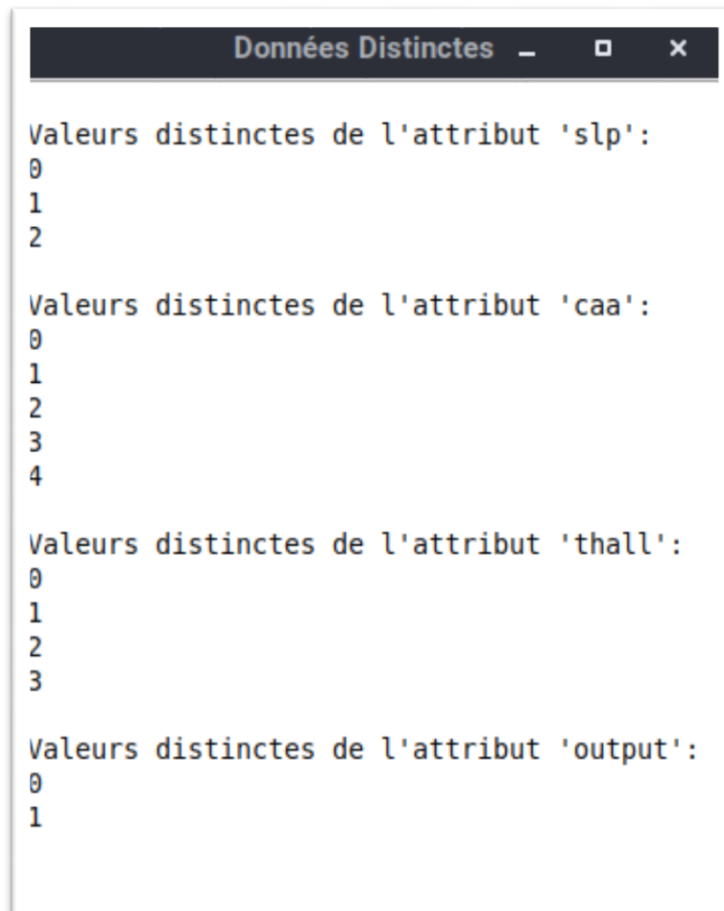 Données Distinctes
Valeurs distinctes de l'attribut 'slp':
0
1
2
Valeurs distinctes de l'attribut 'caa':
0
1
2
3
4
Valeurs distinctes de l'attribut 'thall':
0
1
2
3
Valeurs distinctes de l'attribut 'output':
0
1